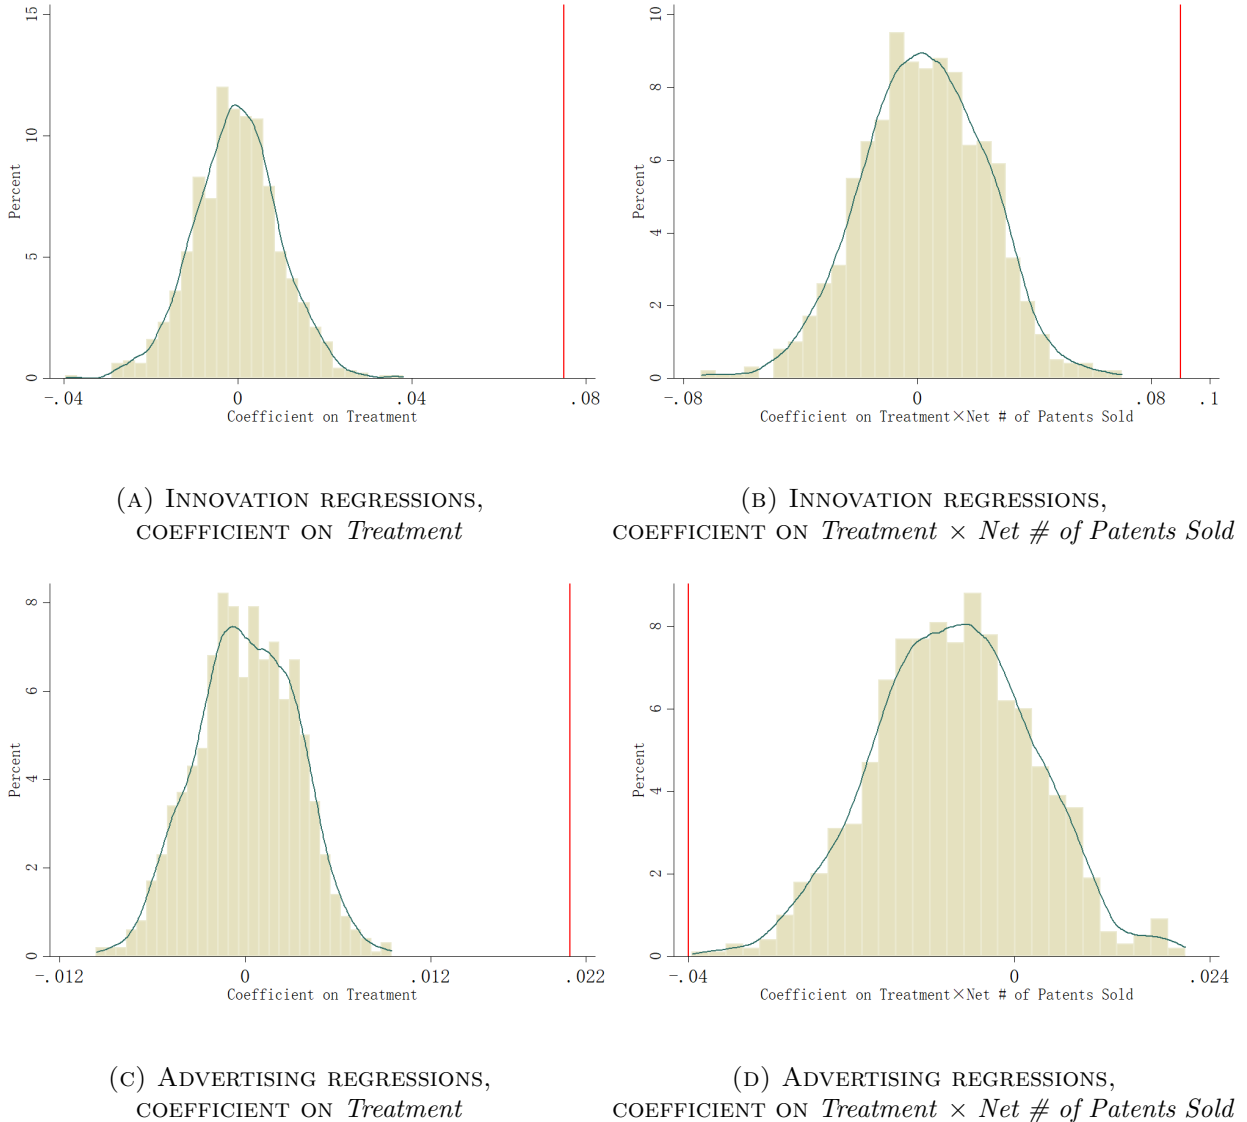 15
10
5
0
Percent
-.04
0
.04
.08
Coefficient on Treatment
10
8
6
4
2
0
Percent
-.08
0
.08
.1
Coefficient on Treatment×Net # of Patents Sold
(A) Innovation regressions,
coefficient on Treatment
(B) Innovation regressions,
coefficient on Treatment × Net # of Patents Sold
8
6
4
2
0
Percent
-.012
0
.012
.022
Coefficient on Treatment
8
6
4
2
0
Percent
-.04
0
.024
Coefficient on Treatment×Net # of Patents Sold
(C) Advertising regressions,
coefficient on Treatment
(D) Advertising regressions,
coefficient on Treatment × Net # of Patents Sold